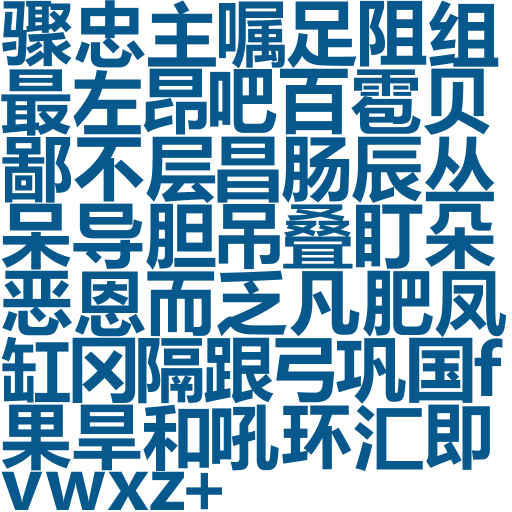 骤忠主嘱足阻组
最左昂吧百雹贝
鄙不层昌肠辰丛
呆导胆吊叠盯朵
恶恩而之凡肥凤
缸冈隔跟弓巩国f
果旱和吼环汇即
vwxz+